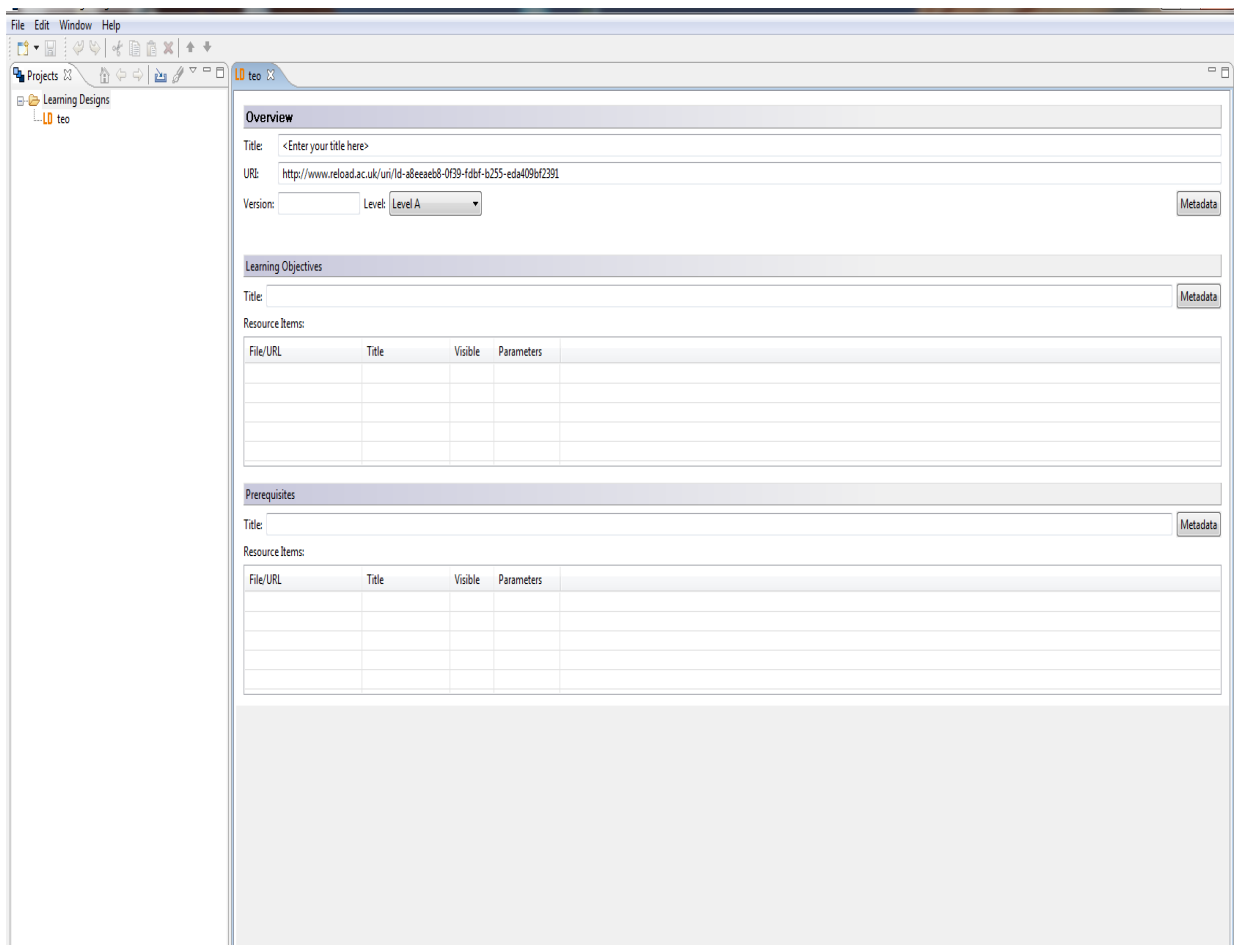 File Edit Window Help
Projects
LD teo
Learning Designs
LD teo
Overview
Title: <Enter your title here>
URI: http://www.reload.ac.uk/uri/ld-a8eeaeb8-0f39-fdbf-b255-eda409bf2391
Version: Level: Level A Metadata
Learning Objectives
Title: Metadata
Resource Items:
File/URL Title Visible Parameters
Prerequisites
Title: Metadata
Resource Items:
File/URL Title Visible Parameters